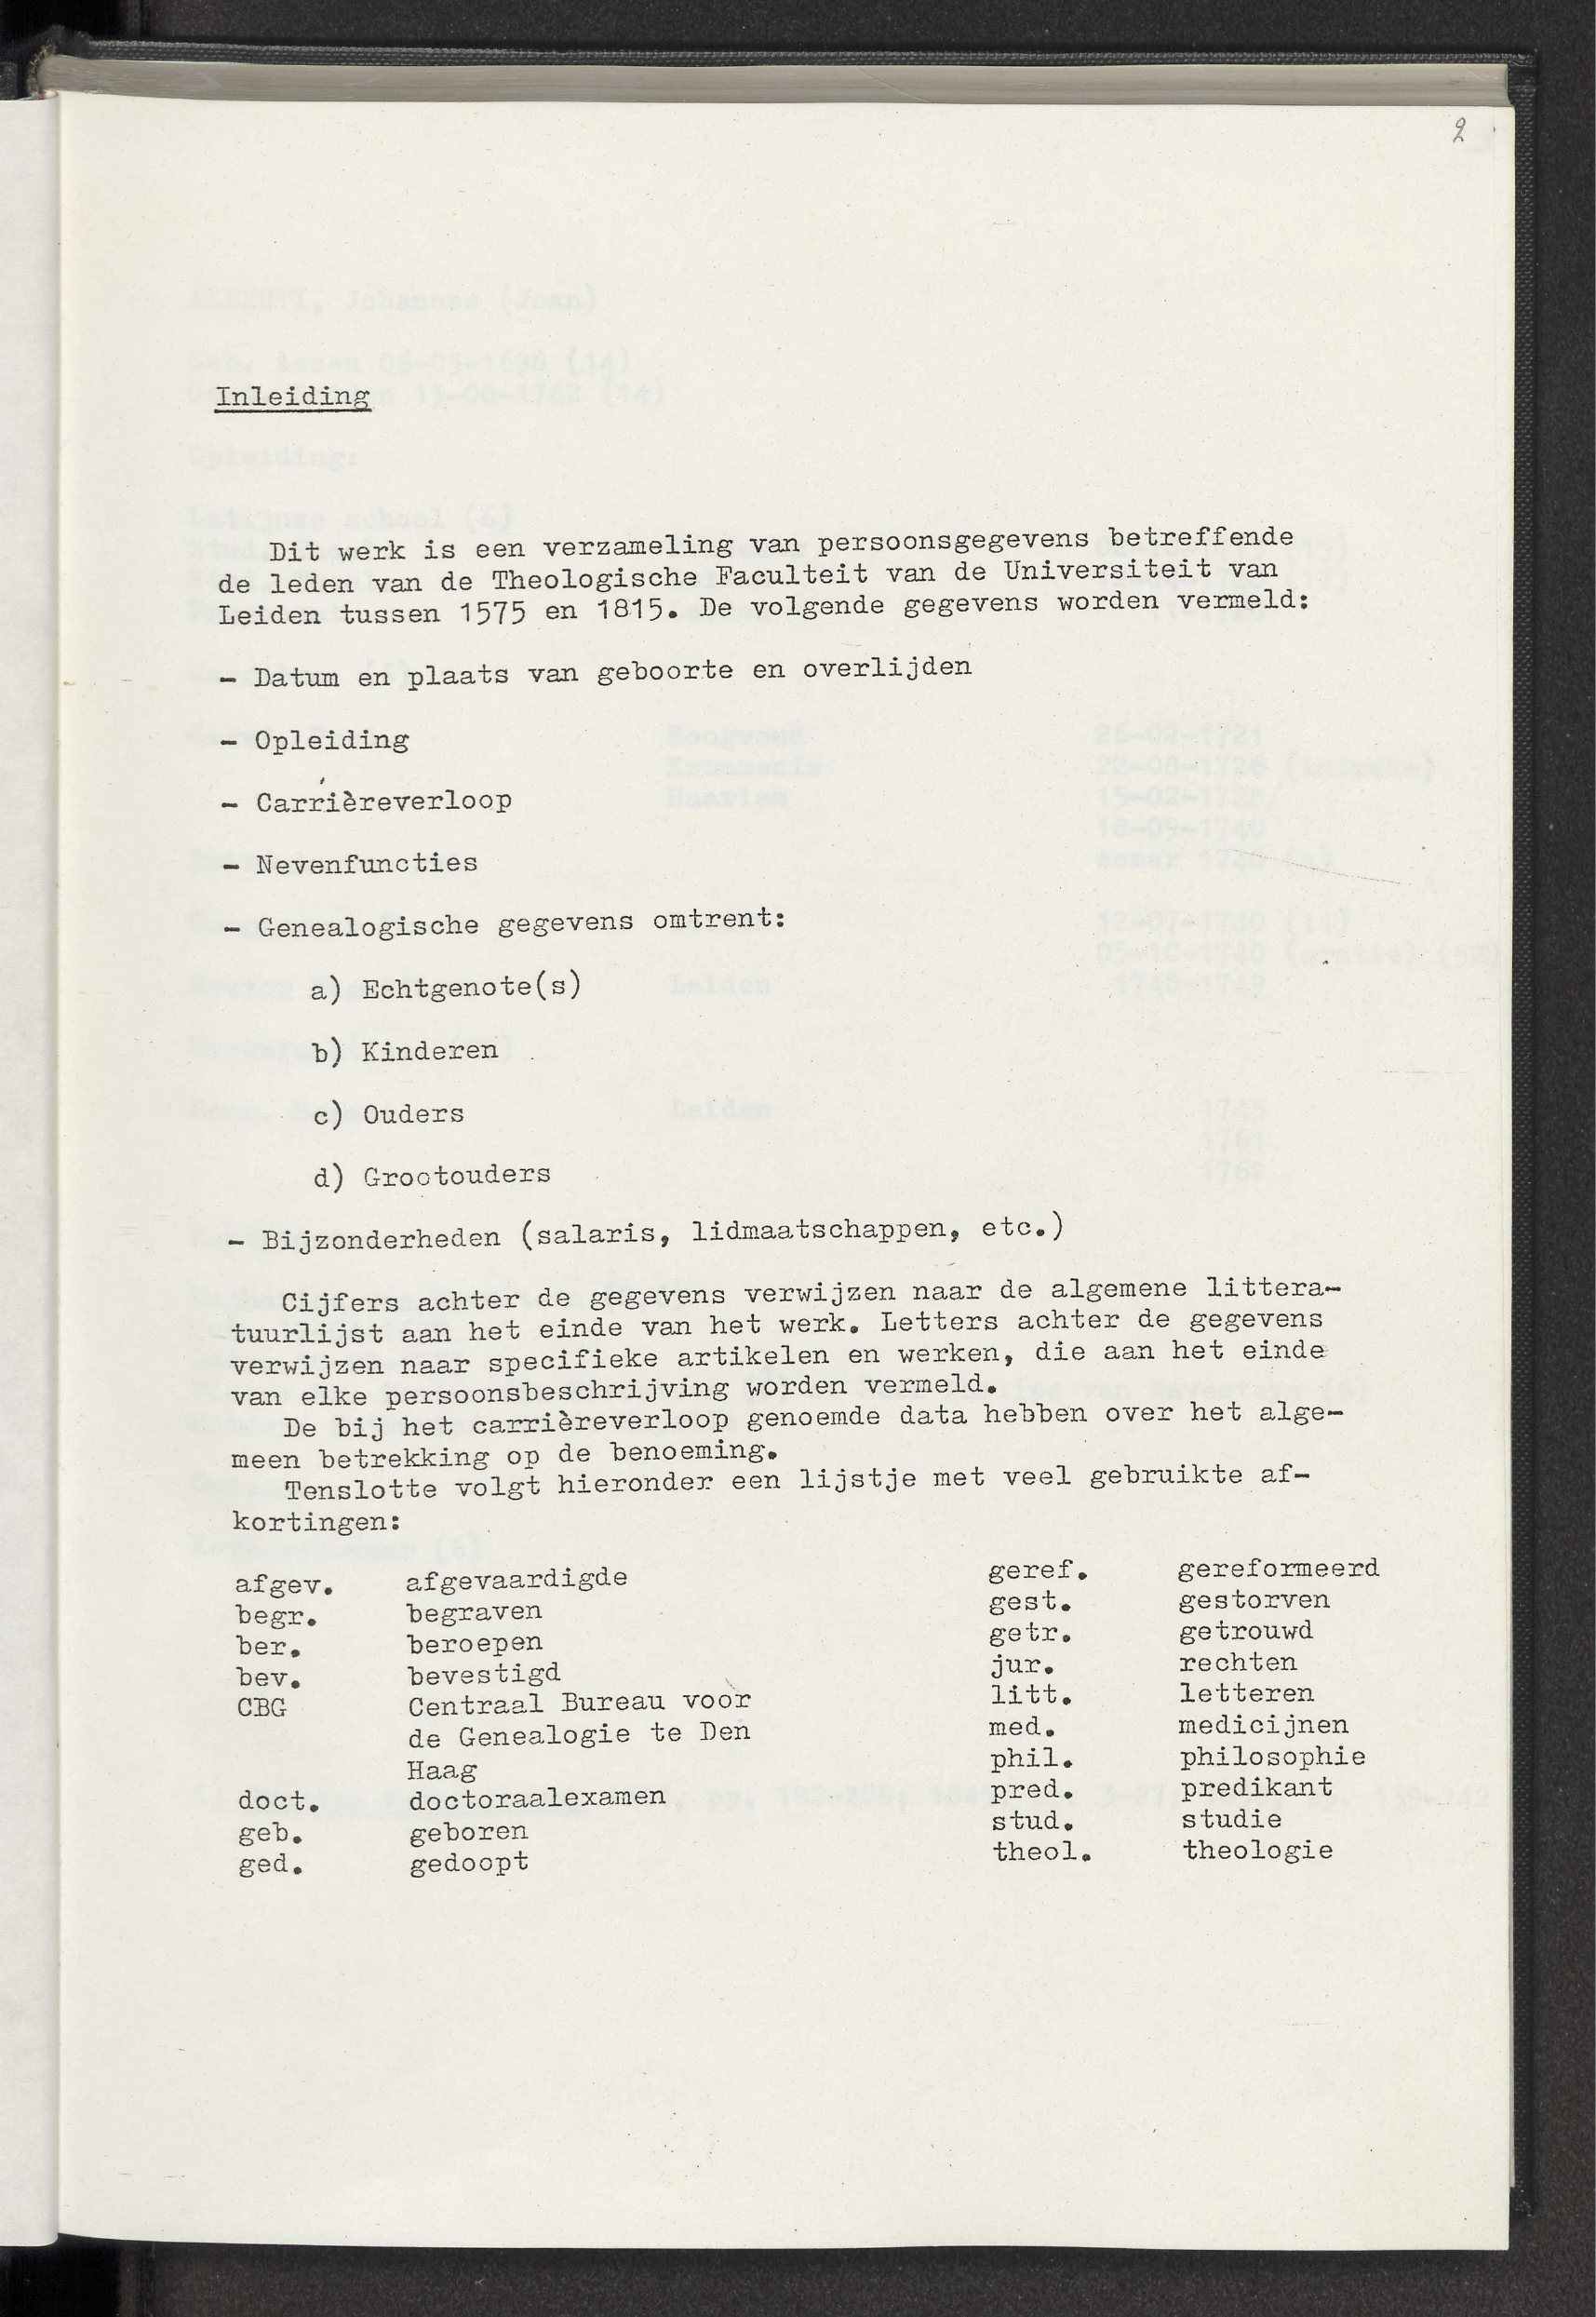 2
Inleiding
Dit werk is een verzameling van persoonsgegevens betreffende
de leden van de Theologische Faculteit van de Universiteit van
Leiden tussen 1575 en 1815. De volgende gegevens worden vermeld:
- Datum en plaats van geboorte en overlijden
- Opleiding
- Carrièreverloop
- Nevenfuncties
- Genealogische gegevens omtrent:
a) Echtgenote(s)
b) Kinderen
c) Ouders
d) Grootouders
- Bijzonderheden (salaris, lidmaatschappen, etc.)
Cijfers achter de gegevens verwijzen naar de algemene littera-
tuurlijst aan het einde van het werk. Letters achter de gegevens
verwijzen naar specifieke artikelen en werken, die aan het einde
van elke persoonsbeschrijving worden vermeld.
De bij het carrièreverloop genoemde data hebben over het alge-
meen betrekking op de benoeming.
Tenslotte volgt hieronder een lijstje met veel gebruikte af-
kortingen:
afgev. afgevaardigde
begr. begraven
ber. beroepen
bev. bevestigd
CBG Centraal Bureau voor
de Genealogie te Den
Haag
doct. doctoraalexamen
geb. geboren
ged. gedoopt
geref. gereformeerd
gest. gestorven
getr. getrouwd
jur. rechten
litt. letteren
med. medicijnen
phil. philosophie
pred. predikant
stud. studie
theol. theologie